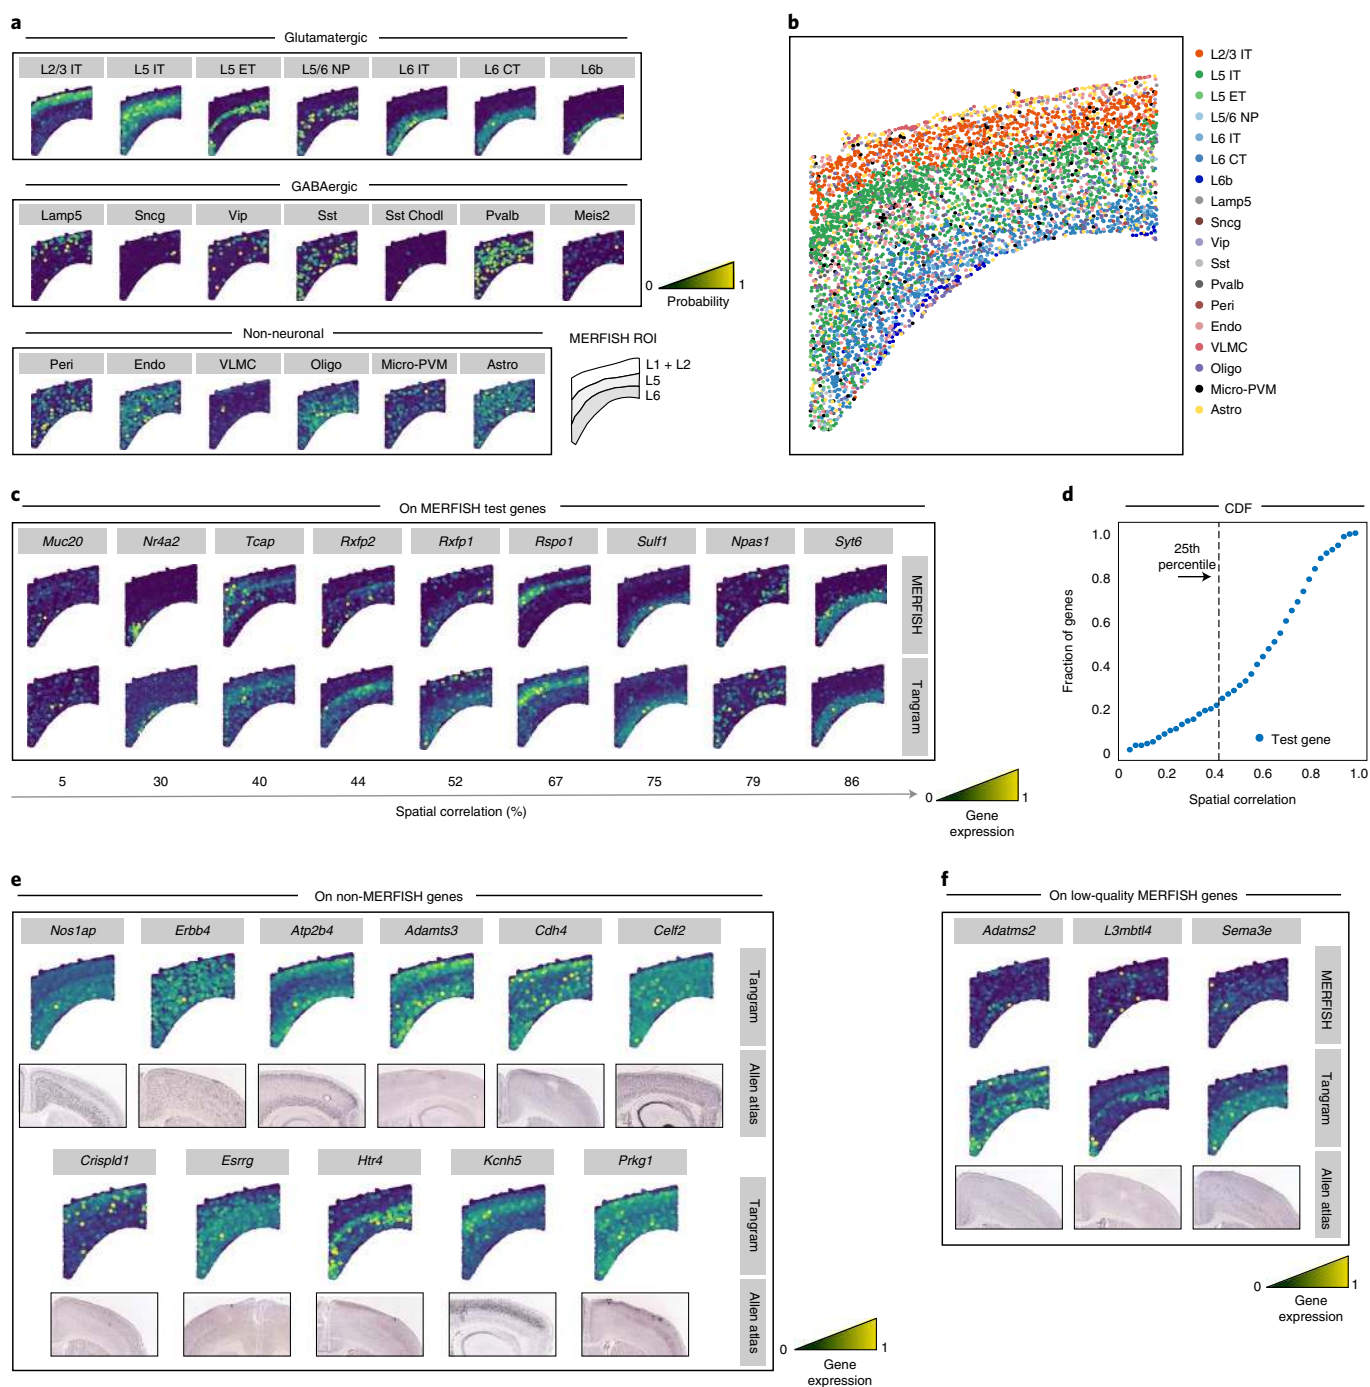 a
Glutamatergic
L2/3 IT L5 IT L5 ET L5/6 NP L6 IT L6 CT L6b
GABAergic
Lamp5 Sncg Vip Sst Sst Chodl Pvalb Meis2
0 1
Probability
Non-neuronal
Peri Endo VLMC Oligo Micro-PVM Astro
MERFISH ROI
L1 + L2
L5
L6
b
L2/3 IT
L5 IT
L5 ET
L5/6 NP
L6 IT
L6 CT
L6b
Lamp5
Sncg
Vip
Sst
Pvalb
Peri
Endo
VLMC
Oligo
Micro-PVM
Astro
c
On MERFISH test genes
Muc20 Nr4a2 Tcap Rxfp2 Rxfp1 Rspo1 Sulf1 Npas1 Syt6
MERFISH
Tangram
5 30 40 44 52 67 75 79 86
Spatial correlation (%)
0 1
Gene
expression
d
CDF
25th
percentile
Fraction of genes
1.0
0.8
0.6
0.4
0.2
0
Test gene
0 0.2 0.4 0.6 0.8 1.0
Spatial correlation
e
On non-MERFISH genes
Nos1ap Erbb4 Atp2b4 Adamts3 Cdh4 Celf2
Tangram
Allen atlas
Crispld1 Esrrg Htr4 Kcnh5 Prkg1
Tangram
Allen atlas
0 1
Gene
expression
f
On low-quality MERFISH genes
Adatms2 L3mbtl4 Sema3e
MERFISH
Tangram
Allen atlas
0 1
Gene
expression